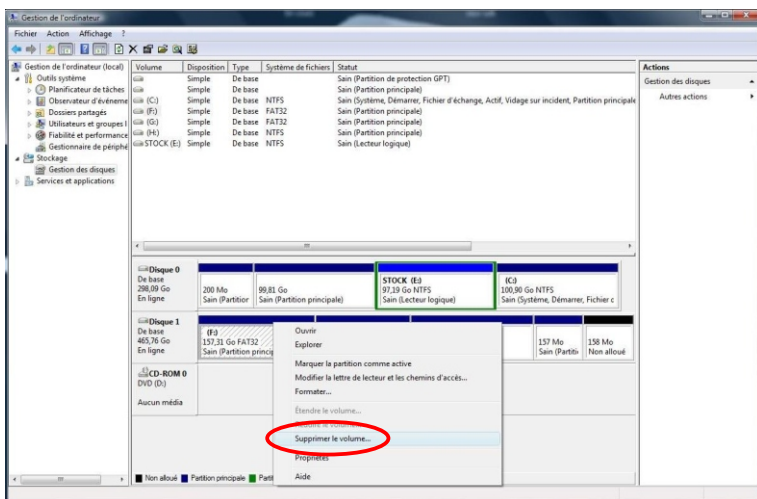 Gestion de l'ordinateur
Fichier Action Affichage ?
Gestion de l'ordinateur (local)
Outils système
Planificateur de tâches
Observateur d'événeme
Dossiers partagés
Utilisateurs et groupes l
Fiabilité et performance
Gestionnaire de périphé
Stockage
Gestion des disques
Services et applications
Volume Disposition Type Système de fichiers Statut
Simple De base Sain (Partition de protection GPT)
Simple De base Sain (Partition principale)
(C:) Simple De base NTFS Sain (Système, Démarrer, Fichier d'échange, Actif, Vidage sur incident, Partition principale
(F:) Simple De base FAT32 Sain (Partition principale)
(G:) Simple De base FAT32 Sain (Partition principale)
(H:) Simple De base NTFS Sain (Partition principale)
STOCK (E:) Simple De base NTFS Sain (Lecteur logique)
Actions
Gestion des disques
Autres actions
Disque 0
De base
298,09 Go
En ligne
200 Mo
Sain (Partitior
99,81 Go
Sain (Partition principale)
STOCK (E:)
97,19 Go NTFS
Sain (Lecteur logique)
(C:)
100,90 Go NTFS
Sain (Système, Démarrer, Fichier c
Disque 1
De base
465,76 Go
En ligne
(F:)
157,31 Go FAT32
Sain (Partition princip
157 Mo
Sain (Partiti
158 Mo
Non alloué
CD-ROM 0
DVD (D:)
Aucun média
Ouvrir
Explorer
Marquer la partition comme active
Modifier la lettre de lecteur et les chemins d'accès...
Formater...
Étendre le volume...
Supprimer le volume...
Propriétés
Aide
Non alloué Partition principale Parti